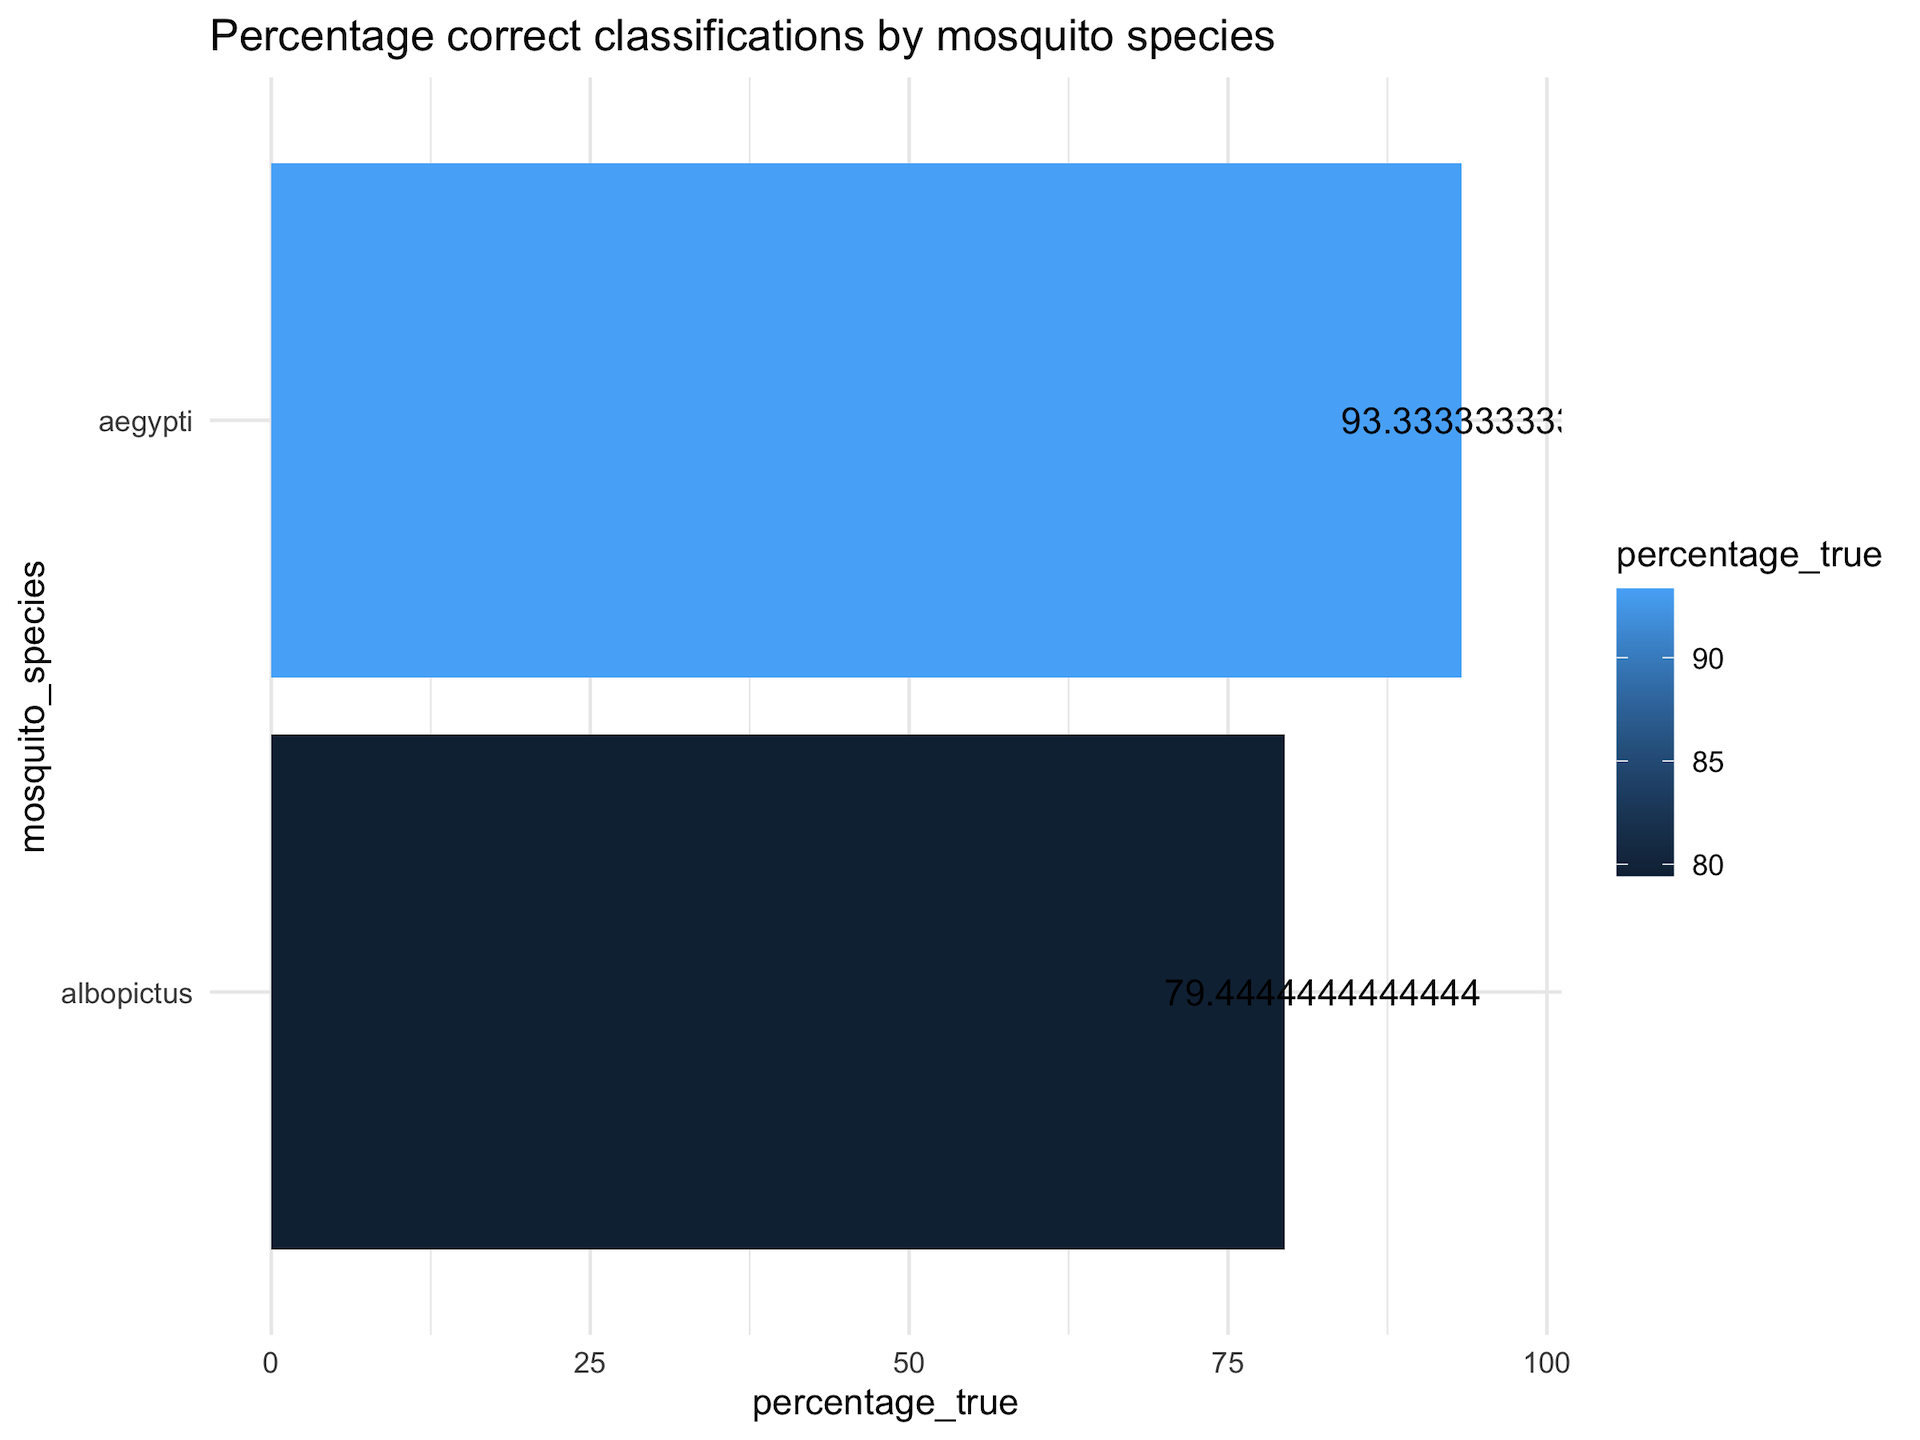 Percentage correct classifications by mosquito species
aegypti
93.333333333
albopictus
79.4444444444444
mosquito_species
0
25
50
75
100
percentage_true
percentage_true
90
85
80